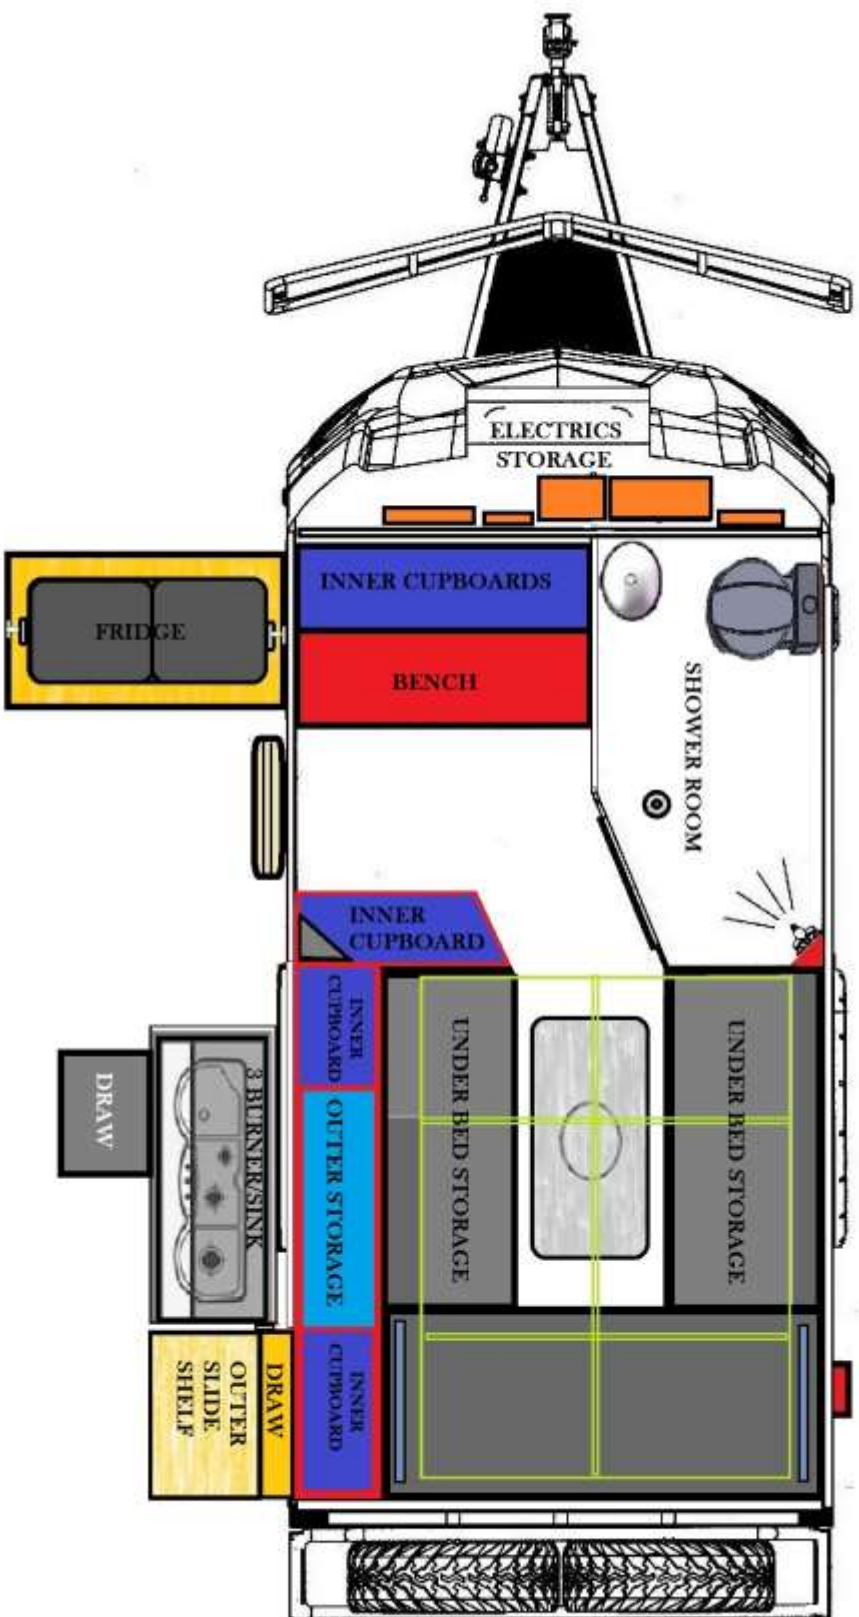 ELECTRICS
STORAGE
INNER CUPBOARDS
FRIDGE
BENCH
SHOWER ROOM
INNER
CUPBOARD
INNER
CUPBOARD
UNDER BED STORAGE
UNDER BED STORAGE
DRAW
3 BURNER/SINK
OUTER STORAGE
INNER
CUPBOARD
DRAW
OUTER
SLIDE
SHELF